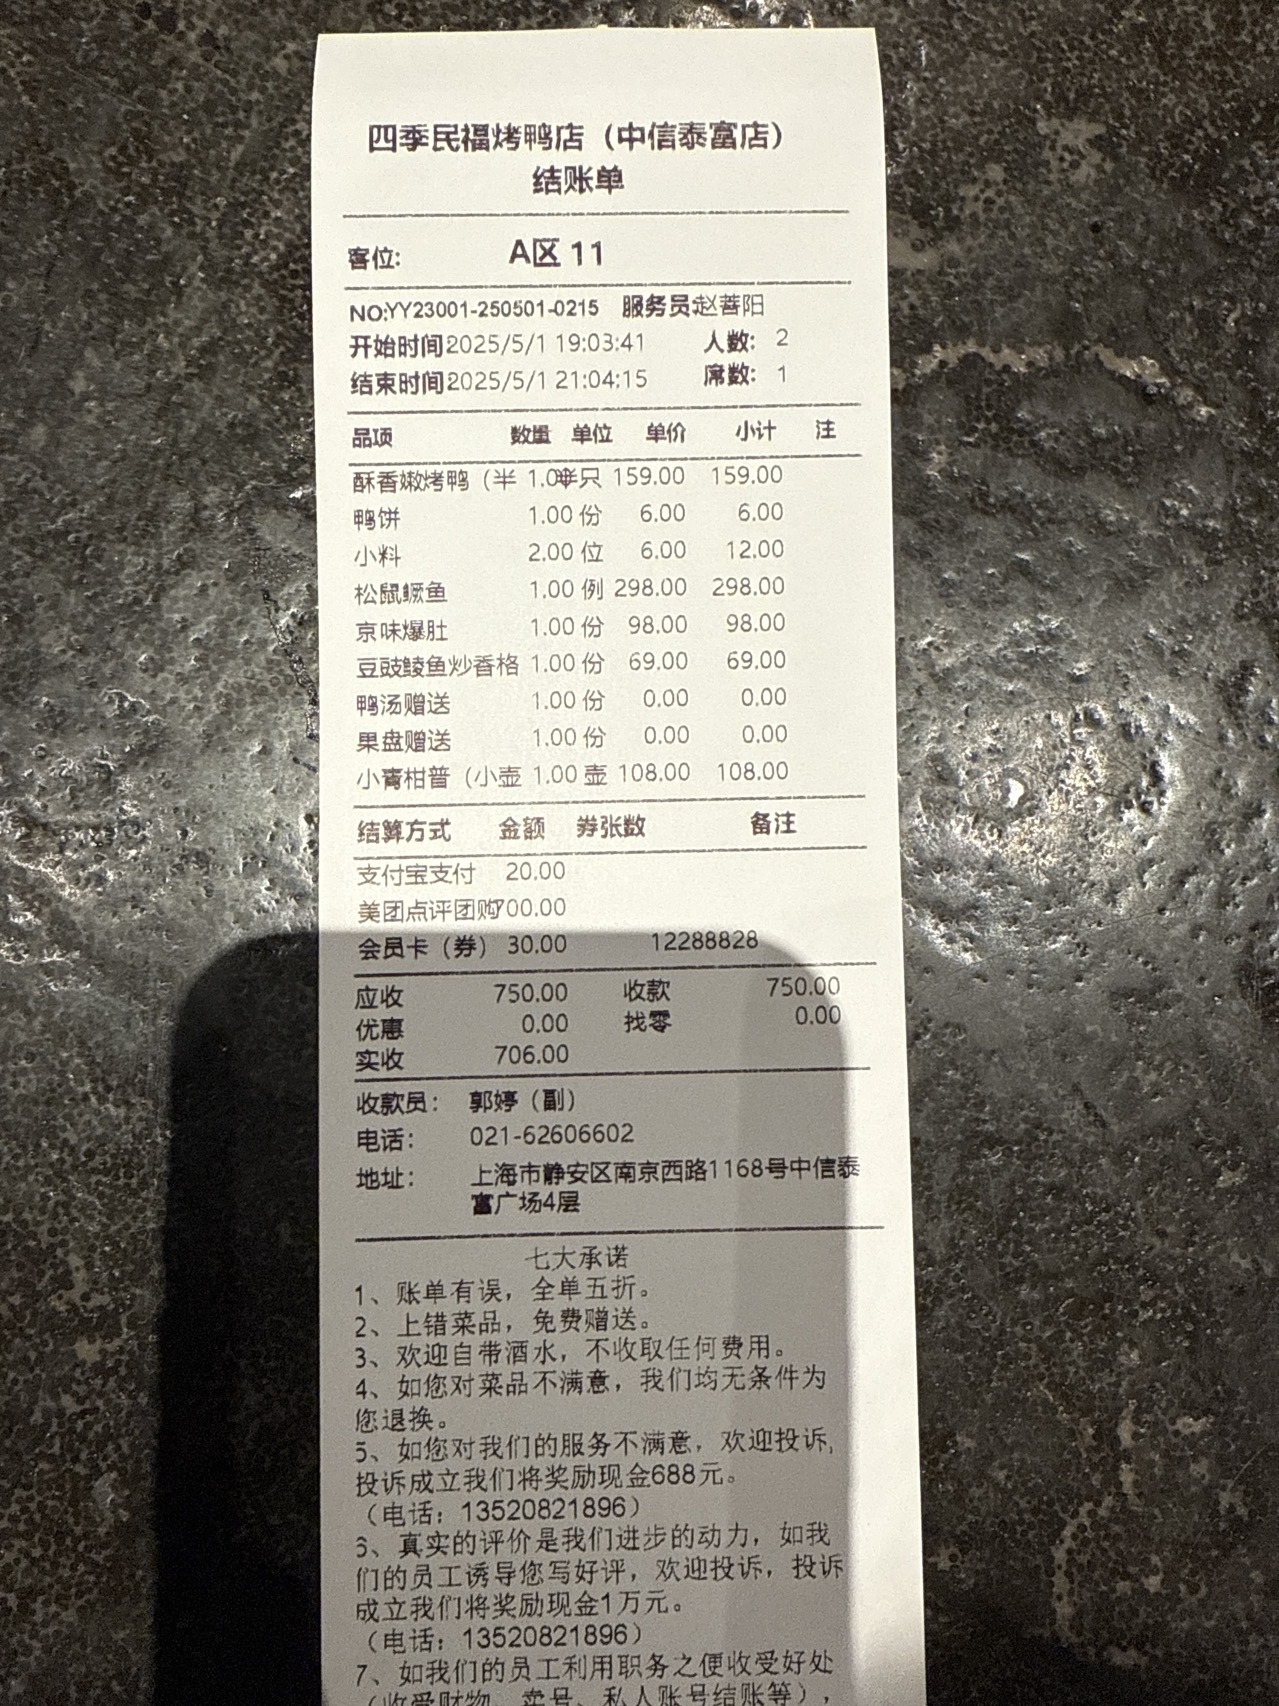 四季民福烤鸭店（中信泰富店）
结账单
客位: A区 11
NO:YY23001-250501-0215 服务员:赵善阳
开始时间2025/5/1 19:03:41 人数: 2
结束时间2025/5/1 21:04:15 席数: 1
品项 数量 单位 单价 小计 注
酥香嫩烤鸭（半 1.00半只 159.00 159.00
鸭饼 1.00 份 6.00 6.00
小料 2.00 位 6.00 12.00
松鼠鳜鱼 1.00 例 298.00 298.00
京味爆肚 1.00 份 98.00 98.00
豆豉鲮鱼炒香格 1.00 份 69.00 69.00
鸭汤赠送 1.00 份 0.00 0.00
果盘赠送 1.00 份 0.00 0.00
小青柑普（小壶 1.00 壶 108.00 108.00
结算方式 金额 券张数 备注
支付宝支付 20.00
美团点评团购700.00
会员卡（券） 30.00 12288828
应收 750.00 收款 750.00
优惠 0.00 找零 0.00
实收 706.00
收款员： 郭婷（副）
电话： 021-62606602
地址： 上海市静安区南京西路1168号中信泰
富广场4层
七大承诺
1、账单有误，全单五折。
2、上错菜品，免费赠送。
3、欢迎自带酒水，不收取任何费用。
4、如您对菜品不满意，我们均无条件为
您退换。
5、如您对我们的服务不满意，欢迎投诉,
投诉成立我们将奖励现金688元。
（电话：13520821896）
6、真实的评价是我们进步的动力，如我
们的员工诱导您写好评，欢迎投诉，投诉
成立我们将奖励现金1万元。
（电话：13520821896）
7、如我们的员工利用职务之便收受好处
（收受财物、卖号、私人账号结账等），